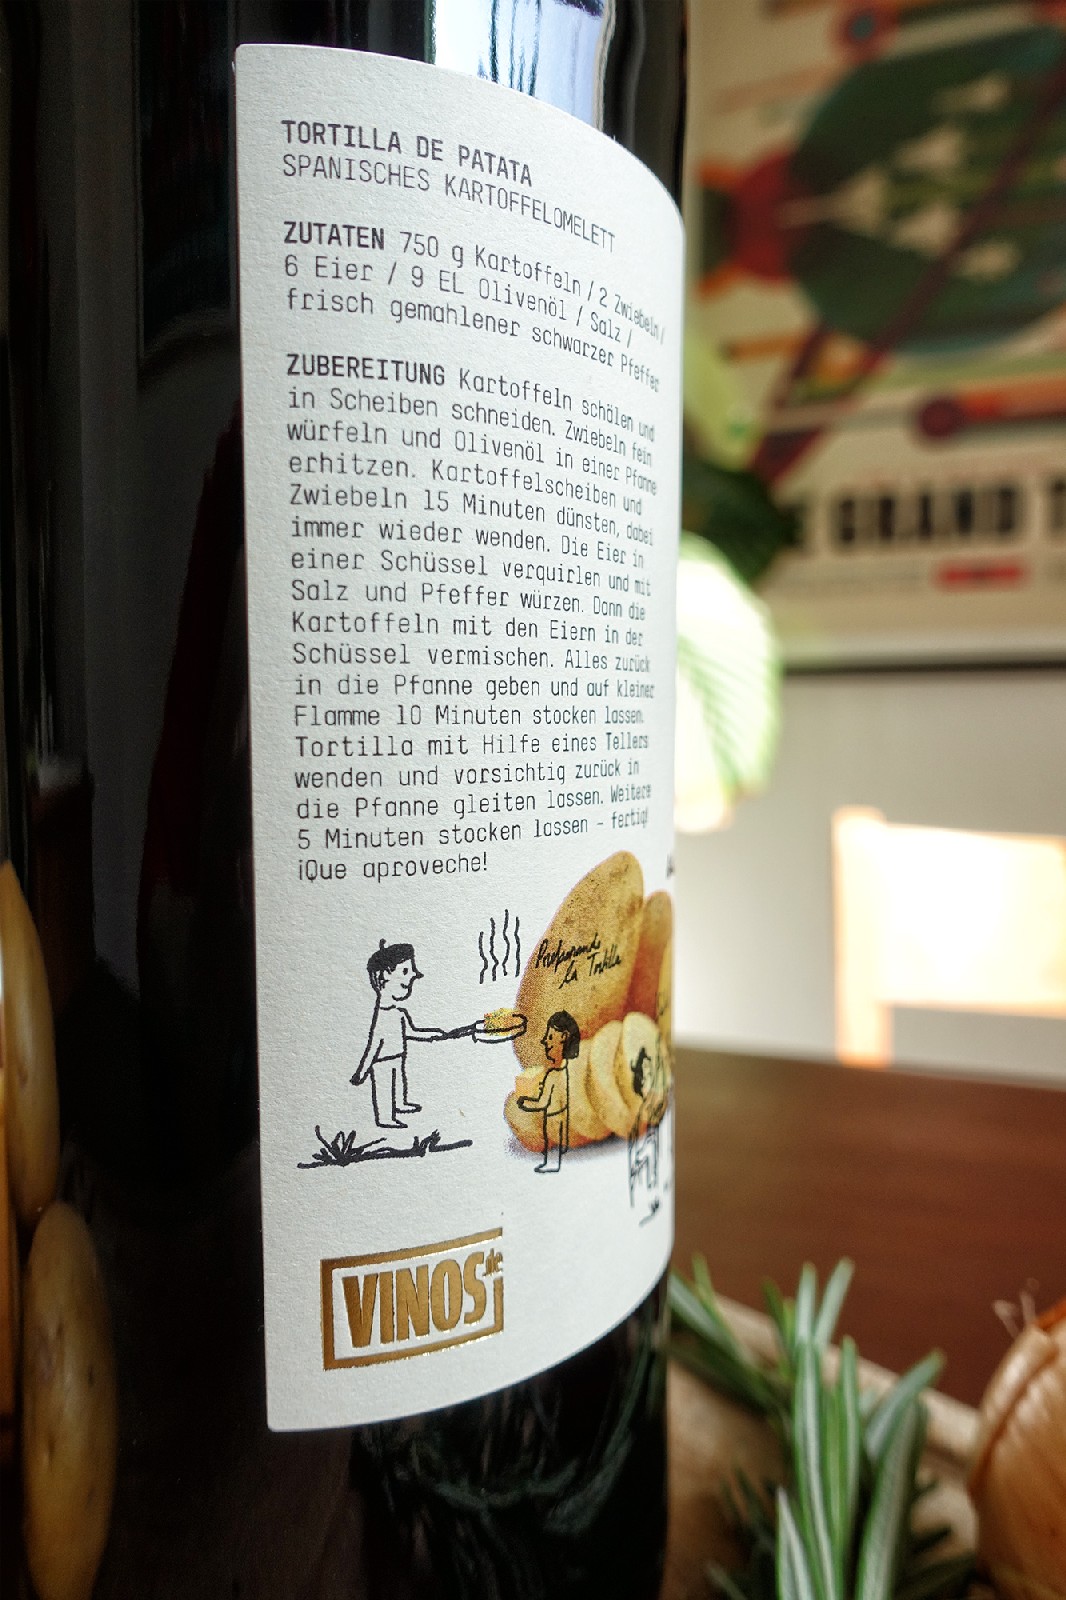 TORTILLA DE PATATA
SPANISCHES KARTOFFELOMELETT
ZUTATEN 750 g Kartoffeln / 2 Zwiebeln /
6 Eier / 9 EL Olivenöl / Salz /
frisch gemahlener schwarzer Pfeffer
ZUBEREITUNG Kartoffeln schälen und
in Scheiben schneiden. Zwiebeln fein
würfeln und Olivenöl in einer Pfanne
erhitzen. Kartoffelscheiben und
Zwiebeln 15 Minuten dünsten, dabei
immer wieder wenden. Die Eier in
einer Schüssel verquirlen und mit
Salz und Pfeffer würzen. Dann die
Kartoffeln mit den Eiern in der
Schüssel vermischen. Alles zurück
in die Pfanne geben und auf kleiner
Flamme 10 Minuten stocken lassen.
Tortilla mit Hilfe eines Tellers
wenden und vorsichtig zurück in
die Pfanne gleiten lassen. Weitere
5 Minuten stocken lassen – fertig!
¡Que aproveche!
Preparando
la Tortilla
VINOS.de
GRAND